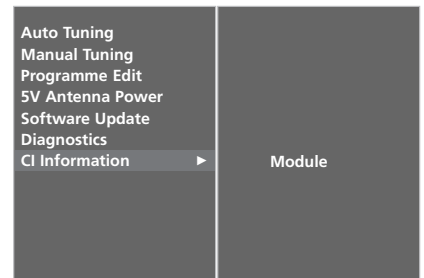 Auto Tuning
Manual Tuning
Programme Edit
5V Antenna Power
Software Update
Diagnostics
CI Information ► Module